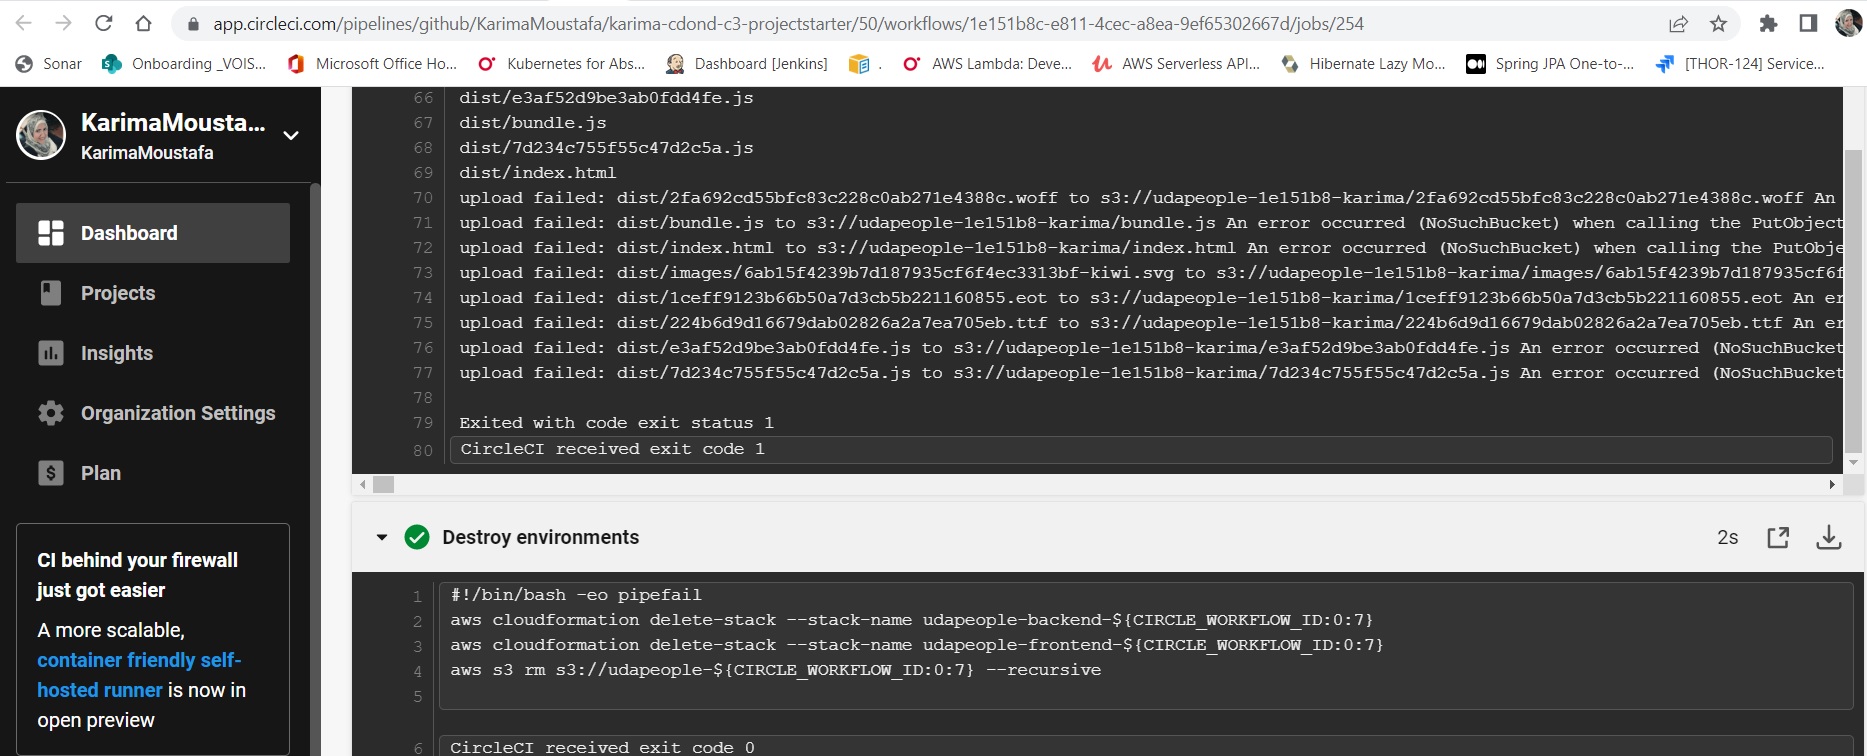 app.circleci.com/pipelines/github/KarimaMoustafa/karima-cdond-c3-projectstarter/50/workflows/1e151b8c-e811-4cec-a8ea-9ef65302667d/jobs/254
Sonar
Onboarding _VOIS...
Microsoft Office Ho...
Kubernetes for Abs...
Dashboard [Jenkins]
.
AWS Lambda: Deve...
AWS Serverless API...
Hibernate Lazy Mo...
Spring JPA One-to-...
[THOR-124] Service...
KarimaMousta...
KarimaMoustafa
Dashboard
Projects
Insights
Organization Settings
Plan
CI behind your firewall
just got easier
A more scalable,
container friendly self-
hosted runner is now in
open preview
66 dist/e3af52d9be3ab0fdd4fe.js
67 dist/bundle.js
68 dist/7d234c755f55c47d2c5a.js
69 dist/index.html
70 upload failed: dist/2fa692cd55bfc83c228c0ab271e4388c.woff to s3://udapeople-1e151b8-karima/2fa692cd55bfc83c228c0ab271e4388c.woff An
71 upload failed: dist/bundle.js to s3://udapeople-1e151b8-karima/bundle.js An error occurred (NoSuchBucket) when calling the PutObject
72 upload failed: dist/index.html to s3://udapeople-1e151b8-karima/index.html An error occurred (NoSuchBucket) when calling the PutObje
73 upload failed: dist/images/6ab15f4239b7d187935cf6f4ec3313bf-kiwi.svg to s3://udapeople-1e151b8-karima/images/6ab15f4239b7d187935cf6f
74 upload failed: dist/1ceff9123b66b50a7d3cb5b221160855.eot to s3://udapeople-1e151b8-karima/1ceff9123b66b50a7d3cb5b221160855.eot An er
75 upload failed: dist/224b6d9d16679dab02826a2a7ea705eb.ttf to s3://udapeople-1e151b8-karima/224b6d9d16679dab02826a2a7ea705eb.ttf An er
76 upload failed: dist/e3af52d9be3ab0fdd4fe.js to s3://udapeople-1e151b8-karima/e3af52d9be3ab0fdd4fe.js An error occurred (NoSuchBucket
77 upload failed: dist/7d234c755f55c47d2c5a.js to s3://udapeople-1e151b8-karima/7d234c755f55c47d2c5a.js An error occurred (NoSuchBucket
78
79 Exited with code exit status 1
80 CircleCI received exit code 1
Destroy environments
2s
1 #!/bin/bash -eo pipefail
2 aws cloudformation delete-stack --stack-name udapeople-backend-${CIRCLE_WORKFLOW_ID:0:7}
3 aws cloudformation delete-stack --stack-name udapeople-frontend-${CIRCLE_WORKFLOW_ID:0:7}
4 aws s3 rm s3://udapeople-${CIRCLE_WORKFLOW_ID:0:7} --recursive
5
6 CircleCI received exit code 0